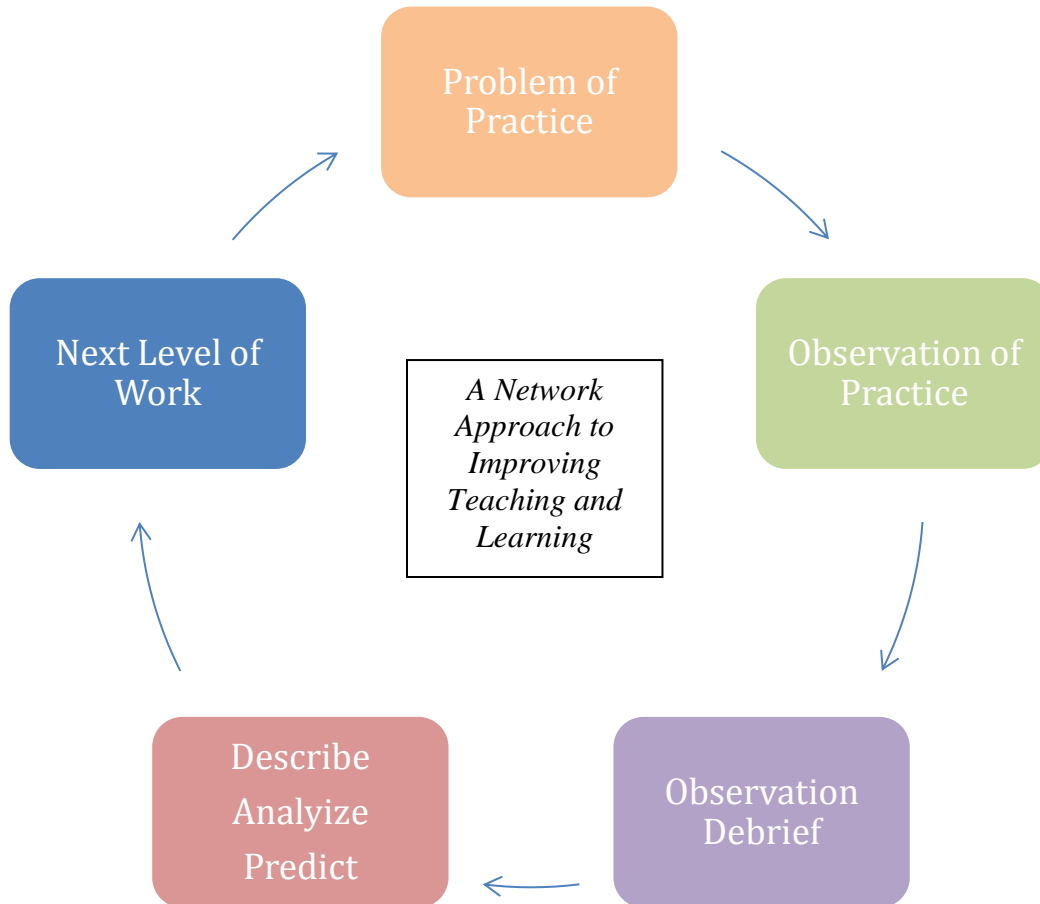 Problem of
Practice
Observation of
Practice
Observation
Debrief
Describe
Analyize
Predict
Next Level of
Work
A Network
Approach to
Improving
Teaching and
Learning